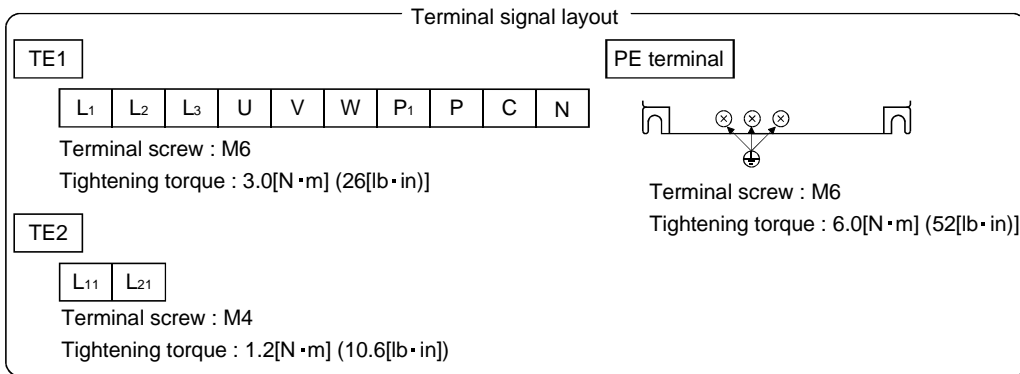 Terminal signal layout
TE1
L1 L2 L3 U V W P1 P C N
Terminal screw : M6
Tightening torque : 3.0[N･m] (26[lb･in)]
TE2
L11 L21
Terminal screw : M4
Tightening torque : 1.2[N･m] (10.6[lb･in])
PE terminal
Terminal screw : M6
Tightening torque : 6.0[N･m] (52[lb･in)]